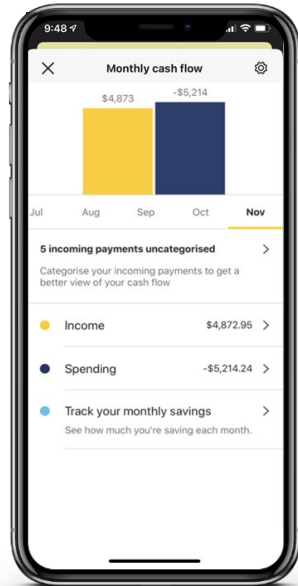 9:48
Monthly cash flow
$4,873
-$5,214
Jul Aug Sep Oct Nov
5 incoming payments uncategorised
Categorise your incoming payments to get a
better view of your cash flow
Income $4,872.95
Spending -$5,214.24
Track your monthly savings
See how much you're saving each month.